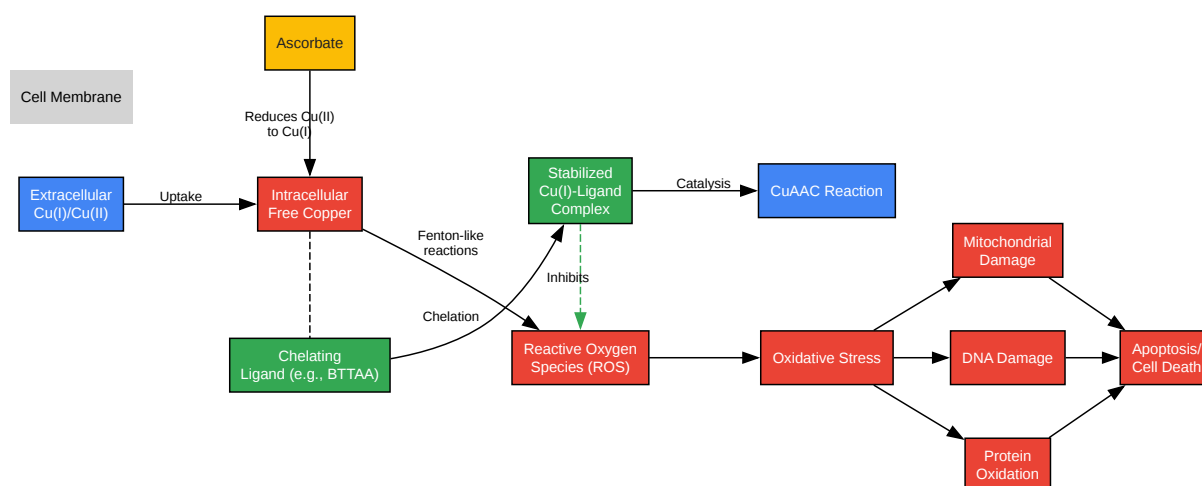 Ascorbate
Cell Membrane
Reduces Cu(II)
to Cu(I)
Extracellular
Cu(I)/Cu(II)
Uptake
Intracellular
Free Copper
Stabilized
Cu(I)-Ligand
Complex
Catalysis
CuAAC Reaction
Fenton-like
reactions
Inhibits
Chelation
Chelating
Ligand (e.g., BTTAA)
Reactive Oxygen
Species (ROS)
Oxidative Stress
Mitochondrial
Damage
DNA Damage
Apoptosis/
Cell Death
Protein
Oxidation